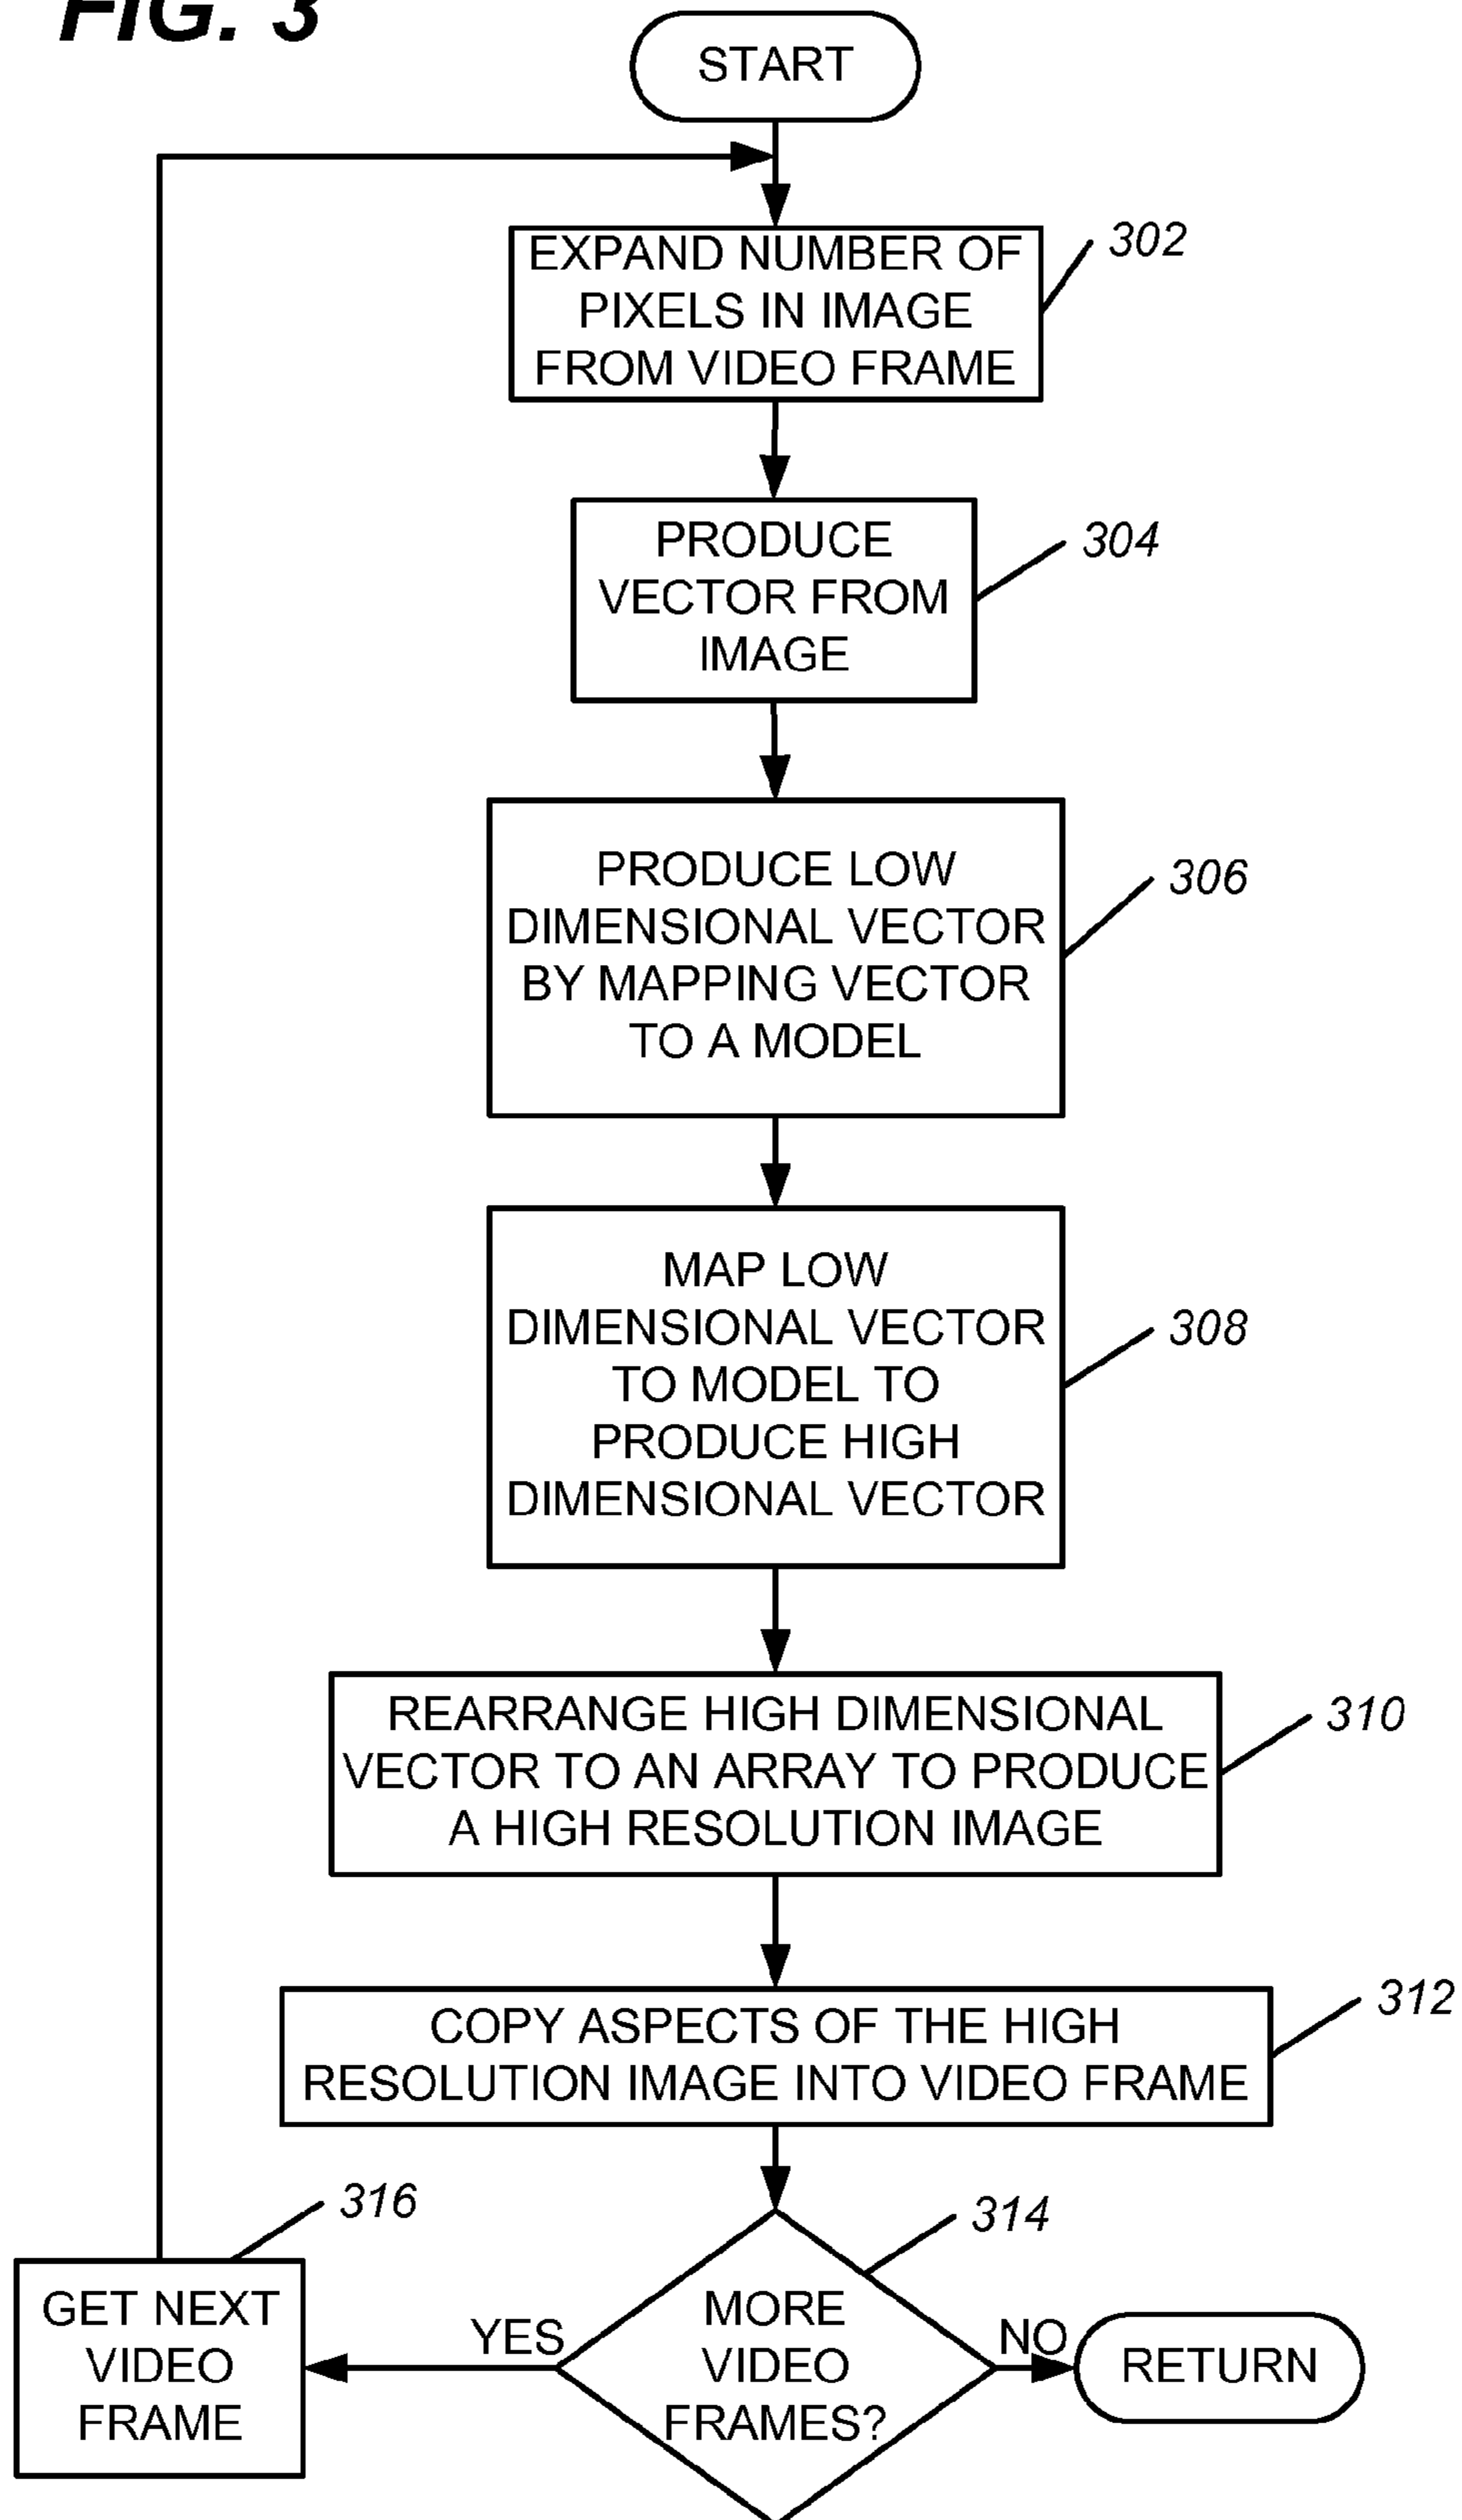 FIG. 3
START
EXPAND NUMBER OF
PIXELS IN IMAGE
FROM VIDEO FRAME
302
PRODUCE
VECTOR FROM
IMAGE
304
PRODUCE LOW
DIMENSIONAL VECTOR
BY MAPPING VECTOR
TO A MODEL
306
MAP LOW
DIMENSIONAL VECTOR
TO MODEL TO
PRODUCE HIGH
DIMENSIONAL VECTOR
308
REARRANGE HIGH DIMENSIONAL
VECTOR TO AN ARRAY TO PRODUCE
A HIGH RESOLUTION IMAGE
310
COPY ASPECTS OF THE HIGH
RESOLUTION IMAGE INTO VIDEO FRAME
312
MORE
VIDEO
FRAMES?
314
YES
NO
GET NEXT
VIDEO
FRAME
316
RETURN